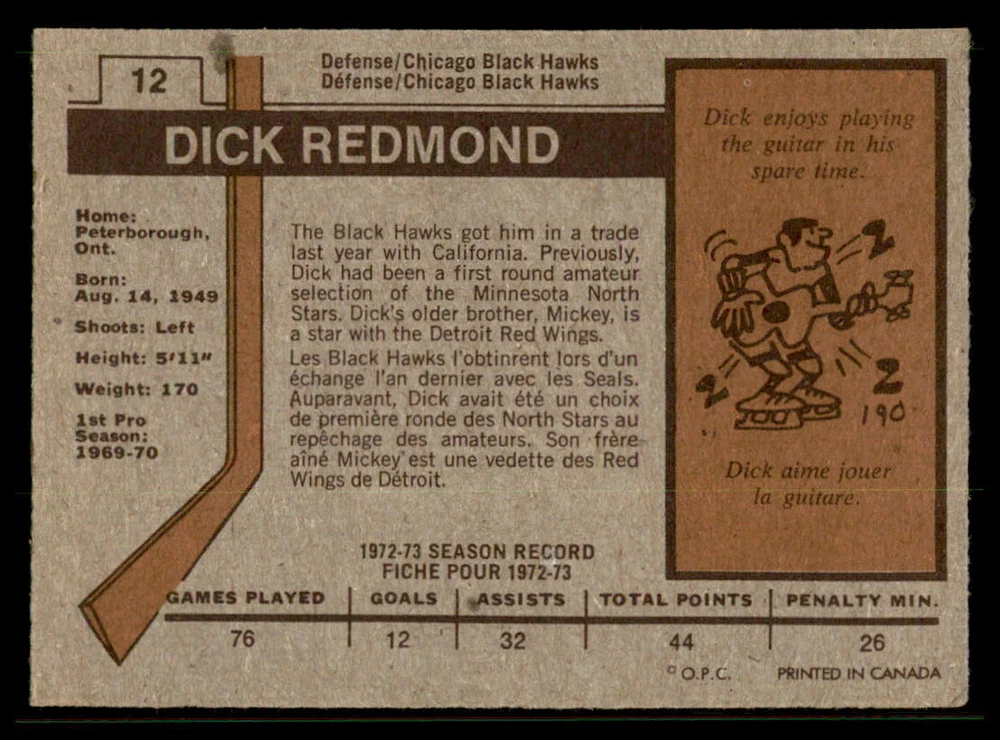 12
Defense/Chicago Black Hawks
Défense/Chicago Black Hawks
DICK REDMOND
Home:
Peterborough,
Ont.
Born:
Aug. 14, 1949
Shoots: Left
Height: 5'11"
Weight: 170
1st Pro
Season:
1969-70
The Black Hawks got him in a trade
last year with California. Previously,
Dick had been a first round amateur
selection of the Minnesota North
Stars. Dick's older brother, Mickey, is
a star with the Detroit Red Wings.
Les Black Hawks l'obtinrent lors d'un
échange l'an dernier avec les Seals.
Auparavant, Dick avait été un choix
de première ronde des North Stars au
repêchage des amateurs. Son frère
aîné Mickey est une vedette des Red
Wings de Détroit.
Dick enjoys playing
the guitar in his
spare time.
190
Dick aime jouer
la guitare.
1972-73 SEASON RECORD
FICHE POUR 1972-73
GAMES PLAYED GOALS ASSISTS TOTAL POINTS PENALTY MIN.
76 12 32 44 26
© O.P.C. PRINTED IN CANADA